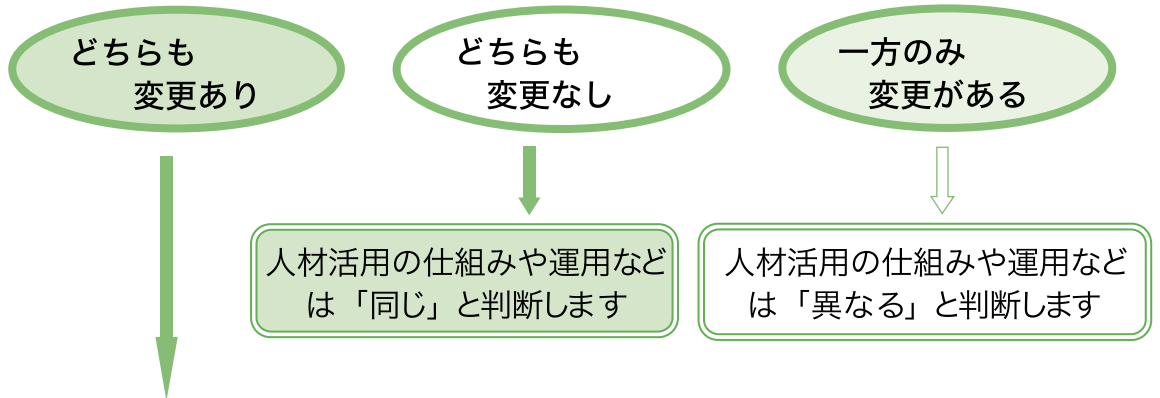 どちらも
変更あり
どちらも
変更なし
一方のみ
変更がある
人材活用の仕組みや運用など
は「同じ」と判断します
人材活用の仕組みや運用など
は「異なる」と判断します